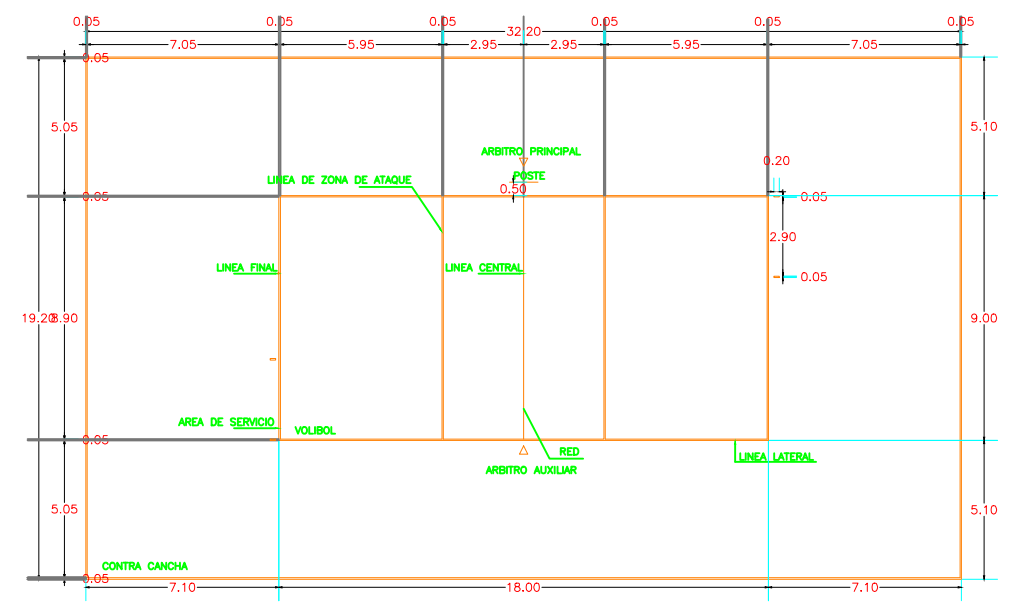 0.05 0.05 0.05 0.05 0.05 0.05
32.20
7.05 5.95 2.95 2.95 5.95 7.05
0.05
5.05 5.10
ARBITRO PRINCIPAL
0.20
POSTE
LINEA DE ZONA DE ATAQUE
0.50
0.05 0.05
2.90
LINEA FINAL LINEA CENTRAL
0.05
19.20 8.90 9.00
AREA DE SERVICIO
VOLIBOL
0.05
RED
LINEA LATERAL
ARBITRO AUXILIAR
5.05 5.10
CONTRA CANCHA
0.05
7.10 18.00 7.10